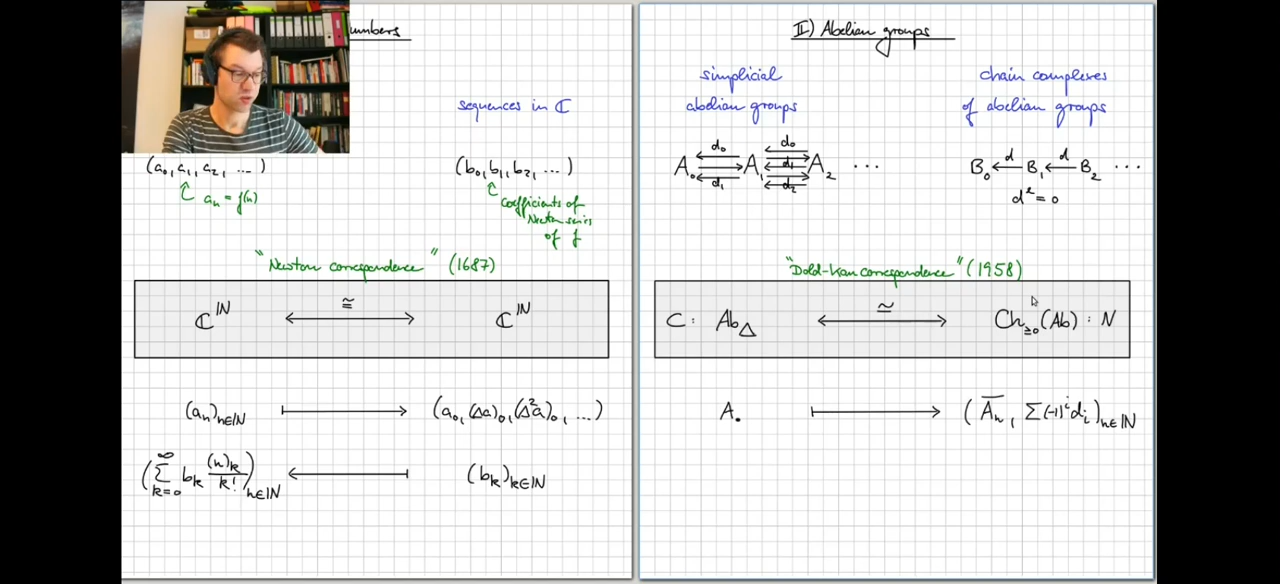 umbers
sequences in ℂ
(a₀, a₁, a₂, ...)
(b₀, b₁, b₂, ...)
aₙ = f(n)
Coefficients of
Newton series
of f
"Newton correspondence" (1687)
ℂ^ℕ ≅ ℂ^ℕ
(aₙ)ₙ∈ℕ ⟼ (a₀, (Δa)₀, (Δ²a)₀, ...)
(∑_{k=0}^{∞} bₖ (n)ₖ/k!)ₙ∈ℕ ⟻ (bₖ)ₖ∈ℕ
II) Abelian groups
simplicial
abelian groups
chain complexes
of abelian groups
A₀ d₀ d₁ A₁ d₀ d₁ d₂ A₂ ...
B₀ ←d B₁ ←d B₂ ...
d² = 0
"Dold-Kan correspondence" (1958)
C : Ab_Δ ≃ Ch_{≥0}(Ab) : N
A• ⟼ (A̅ₙ, ∑(-1)ⁱdᵢ)ₙ∈ℕ